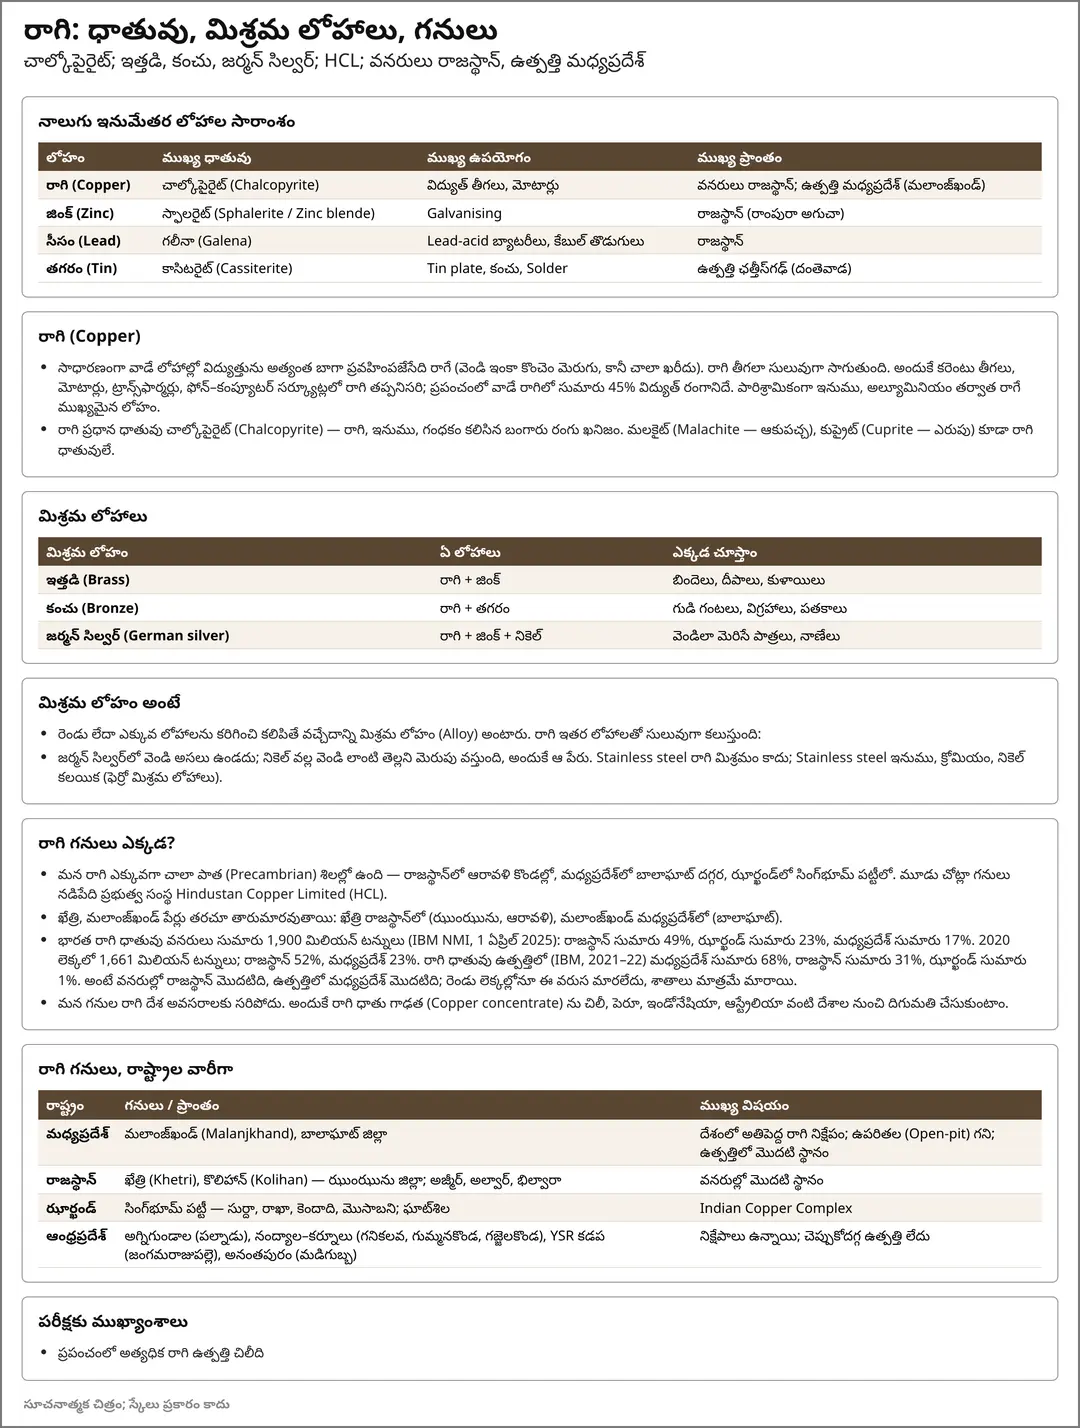 రాగి: ధాతువు, మిశ్రమ లోహాలు, గనులు
చాల్కోపైరైట్; ఇత్తడి, కంచు, జర్మన్ సిల్వర్; HCL; వనరులు రాజస్థాన్, ఉత్పత్తి మధ్యప్రదేశ్
నాలుగు ఇనుమేతర లోహాల సారాంశం
లోహం ముఖ్య ధాతువు ముఖ్య ఉపయోగం ముఖ్య ప్రాంతం
రాగి (Copper) చాల్కోపైరైట్ (Chalcopyrite) విద్యుత్ తీగలు, మోటార్లు వనరులు రాజస్థాన్; ఉత్పత్తి మధ్యప్రదేశ్ (మలాంజ్‌ఖండ్)
జింక్ (Zinc) స్ఫాలరైట్ (Sphalerite / Zinc blende) Galvanising రాజస్థాన్ (రాంపురా అగుచా)
సీసం (Lead) గలీనా (Galena) Lead-acid బ్యాటరీలు, కేబుల్ తొడుగులు రాజస్థాన్
తగరం (Tin) కాసిటరైట్ (Cassiterite) Tin plate, కంచు, Solder ఉత్పత్తి ఛత్తీస్‌గఢ్ (దంతెవాడ)
రాగి (Copper)
• సాధారణంగా వాడే లోహాల్లో విద్యుత్తును అత్యంత బాగా ప్రవహింపజేసేది రాగే (వెండి ఇంకా కొంచెం మెరుగు, కానీ చాలా ఖరీదు). రాగి తీగలా సులువుగా సాగుతుంది. అందుకే కరెంటు తీగలు,
మోటార్లు, ట్రాన్స్‌ఫార్మర్లు, ఫోన్–కంప్యూటర్ సర్క్యూట్లలో రాగి తప్పనిసరి; ప్రపంచంలో వాడే రాగిలో సుమారు 45% విద్యుత్ రంగానిదే. పారిశ్రామికంగా ఇనుము, అల్యూమినియం తర్వాత రాగే
ముఖ్యమైన లోహం.
• రాగి ప్రధాన ధాతువు చాల్కోపైరైట్ (Chalcopyrite) — రాగి, ఇనుము, గంధకం కలిసిన బంగారు రంగు ఖనిజం. మలకైట్ (Malachite — ఆకుపచ్చ), కుప్రైట్ (Cuprite — ఎరుపు) కూడా రాగి
ధాతువులే.
మిశ్రమ లోహాలు
మిశ్రమ లోహం ఏ లోహాలు ఎక్కడ చూస్తాం
ఇత్తడి (Brass) రాగి + జింక్ బిందెలు, దీపాలు, కుళాయిలు
కంచు (Bronze) రాగి + తగరం గుడి గంటలు, విగ్రహాలు, పతకాలు
జర్మన్ సిల్వర్ (German silver) రాగి + జింక్ + నికెల్ వెండిలా మెరిసే పాత్రలు, నాణేలు
మిశ్రమ లోహం అంటే
• రెండు లేదా ఎక్కువ లోహాలను కరిగించి కలిపితే వచ్చేదాన్ని మిశ్రమ లోహం (Alloy) అంటారు. రాగి ఇతర లోహాలతో సులువుగా కలుస్తుంది:
• జర్మన్ సిల్వర్‌లో వెండి అసలు ఉండదు; నికెల్ వల్ల వెండి లాంటి తెల్లని మెరుపు వస్తుంది, అందుకే ఆ పేరు. Stainless steel రాగి మిశ్రమం కాదు; Stainless steel ఇనుము, క్రోమియం, నికెల్
కలయిక (ఫెర్రో మిశ్రమ లోహాలు).
రాగి గనులు ఎక్కడ?
• మన రాగి ఎక్కువగా చాలా పాత (Precambrian) శిలల్లో ఉంది — రాజస్థాన్‌లో ఆరావళి కొండల్లో, మధ్యప్రదేశ్‌లో బాలాఘాట్ దగ్గర, ఝార్ఖండ్‌లో సింగ్‌భూమ్ పట్టీలో. మూడు చోట్లా గనులు
నడిపేది ప్రభుత్వ సంస్థ Hindustan Copper Limited (HCL).
• ఖేత్రి, మలాంజ్‌ఖండ్ పేర్లు తరచూ తారుమారవుతాయి: ఖేత్రి రాజస్థాన్‌లో (ఝుంఝును, ఆరావళి), మలాంజ్‌ఖండ్ మధ్యప్రదేశ్‌లో (బాలాఘాట్).
• భారత రాగి ధాతువు వనరులు సుమారు 1,900 మిలియన్ టన్నులు (IBM NMI, 1 ఏప్రిల్ 2025): రాజస్థాన్ సుమారు 49%, ఝార్ఖండ్ సుమారు 23%, మధ్యప్రదేశ్ సుమారు 17%. 2020
లెక్కలో 1,661 మిలియన్ టన్నులు; రాజస్థాన్ 52%, మధ్యప్రదేశ్ 23%. రాగి ధాతువు ఉత్పత్తిలో (IBM, 2021–22) మధ్యప్రదేశ్ సుమారు 68%, రాజస్థాన్ సుమారు 31%, ఝార్ఖండ్ సుమారు
1%. అంటే వనరుల్లో రాజస్థాన్ మొదటిది, ఉత్పత్తిలో మధ్యప్రదేశ్ మొదటిది; రెండు లెక్కల్లోనూ ఈ వరుస మారలేదు, శాతాలు మాత్రమే మారాయి.
• మన గనుల రాగి దేశ అవసరాలకు సరిపోదు. అందుకే రాగి ధాతు గాఢత (Copper concentrate) ను చిలీ, పెరూ, ఇండోనేషియా, ఆస్ట్రేలియా వంటి దేశాల నుంచి దిగుమతి చేసుకుంటాం.
రాగి గనులు, రాష్ట్రాల వారీగా
రాష్ట్రం గనులు / ప్రాంతం ముఖ్య విషయం
మధ్యప్రదేశ్ మలాంజ్‌ఖండ్ (Malanjkhand), బాలాఘాట్ జిల్లా దేశంలో అతిపెద్ద రాగి నిక్షేపం; ఉపరితల (Open-pit) గని;
ఉత్పత్తిలో మొదటి స్థానం
రాజస్థాన్ ఖేత్రి (Khetri), కొలిహాన్ (Kolihan) — ఝుంఝును జిల్లా; అజ్మీర్, అల్వార్, భిల్వారా వనరుల్లో మొదటి స్థానం
ఝార్ఖండ్ సింగ్‌భూమ్ పట్టీ — సుర్దా, రాఖా, కెందాది, మొసాబని; ఘాట్‌శిల Indian Copper Complex
ఆంధ్రప్రదేశ్ అగ్నిగుండాల (పల్నాడు), నంద్యాల–కర్నూలు (గనికలవ, గుమ్మనకొండ, గజ్జెలకొండ), YSR కడప నిక్షేపాలు ఉన్నాయి; చెప్పుకోదగ్గ ఉత్పత్తి లేదు
(జంగమరాజుపల్లె), అనంతపురం (మడిగుబ్బ)
పరీక్షకు ముఖ్యాంశాలు
• ప్రపంచంలో అత్యధిక రాగి ఉత్పత్తి చిలీది
సూచనాత్మక చిత్రం; స్కేలు ప్రకారం కాదు